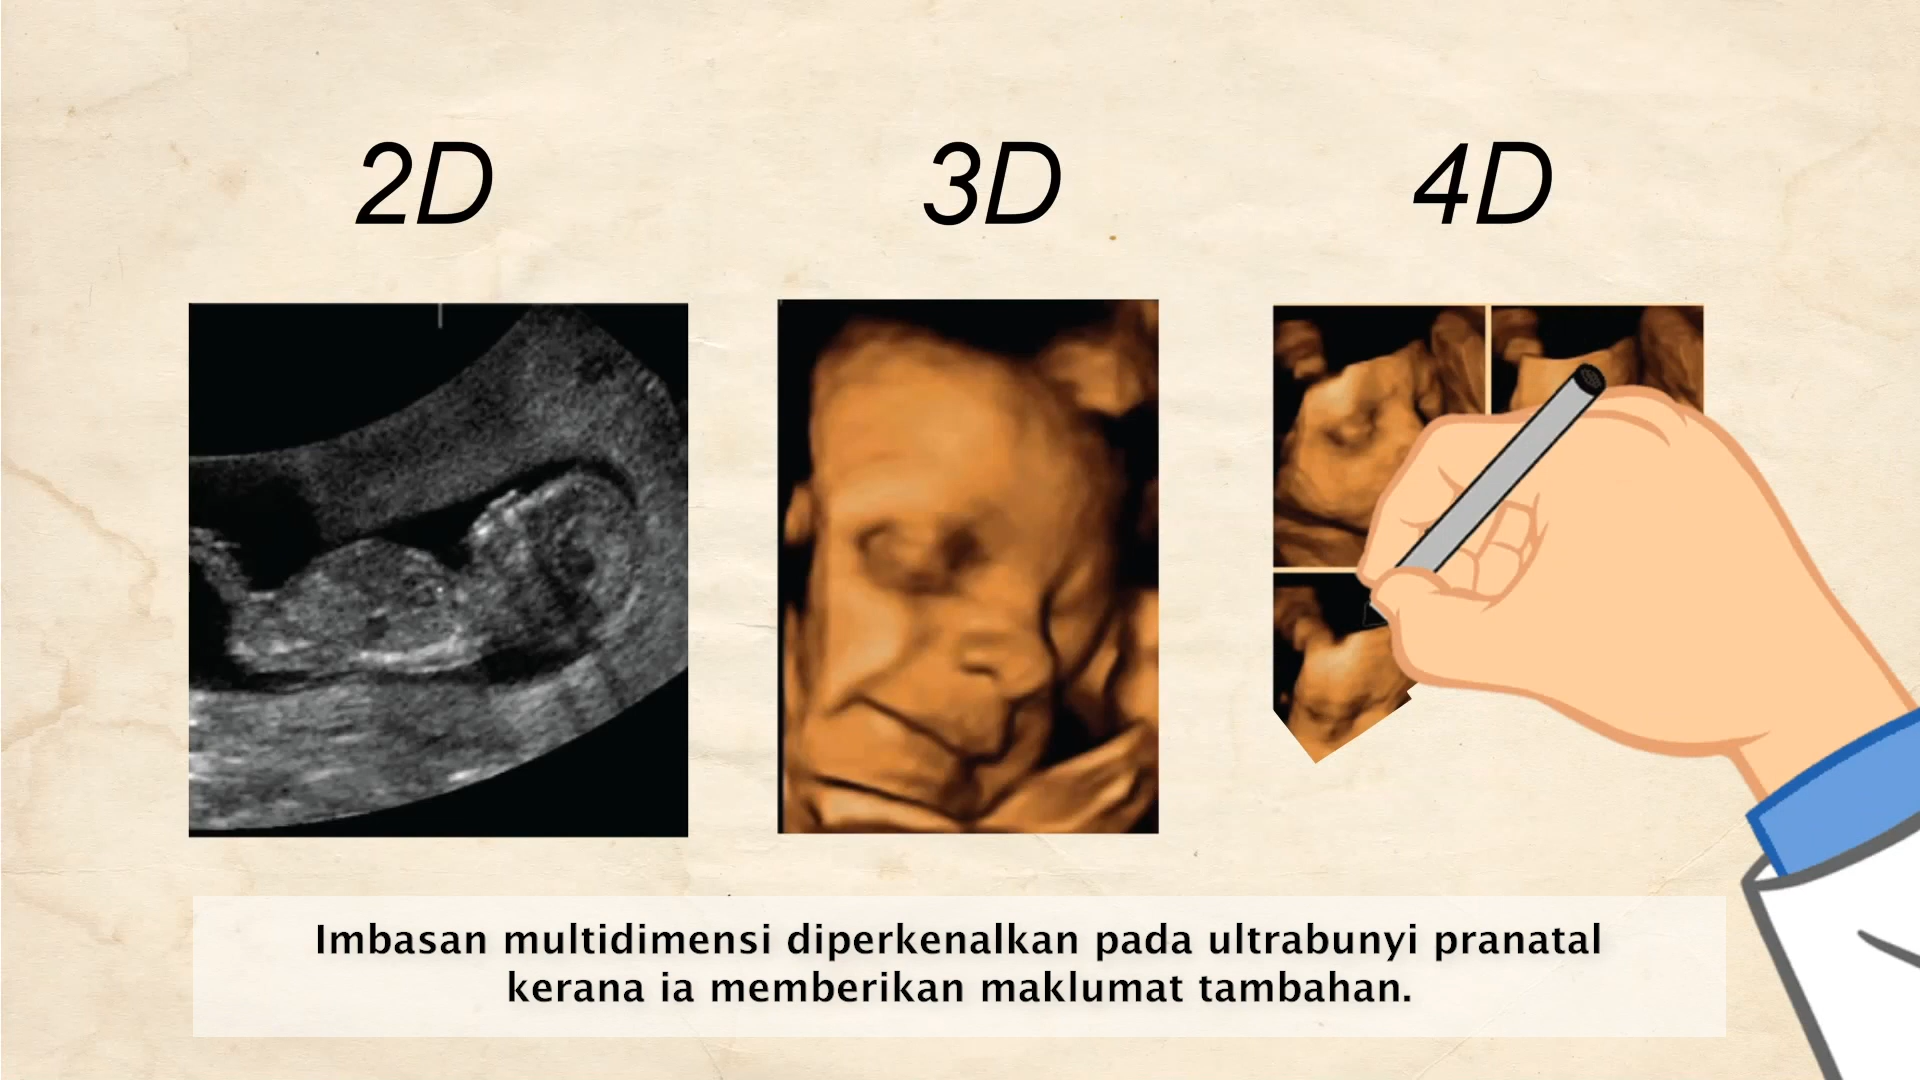 2D 3D 4D
Imbasan multidimensi diperkenalkan pada ultrabunyi pranatal
kerana ia memberikan maklumat tambahan.